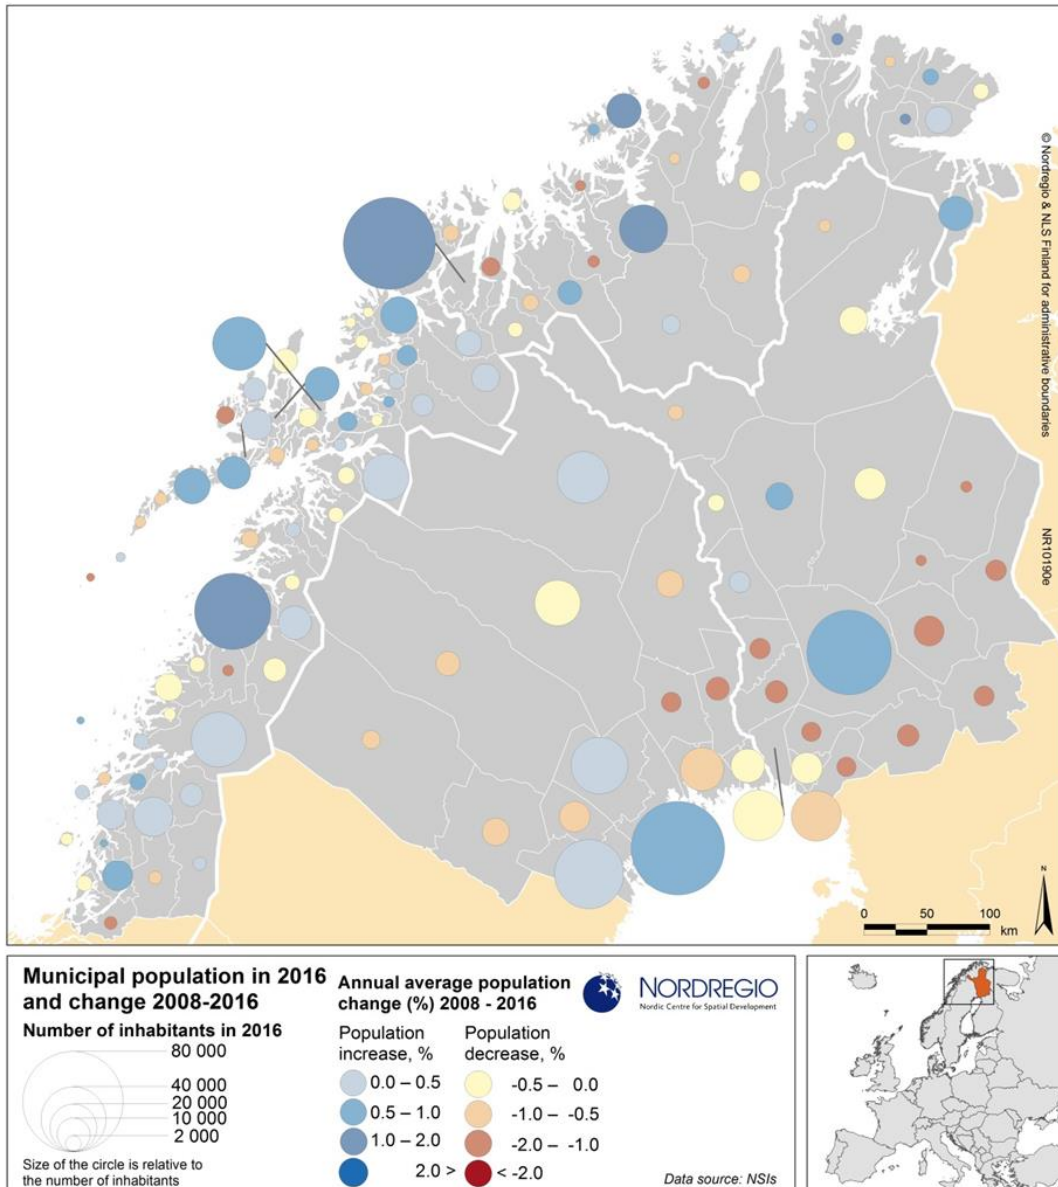 © Nordregio & NLS Finland for administrative boundaries
NR10190e
N
0 50 100
km
Municipal population in 2016
and change 2008-2016
Number of inhabitants in 2016
80 000
40 000
20 000
10 000
2 000
Size of the circle is relative to
the number of inhabitants
Annual average population
change (%) 2008 - 2016
Population
increase, %
0.0 – 0.5
0.5 – 1.0
1.0 – 2.0
2.0 >
Population
decrease, %
-0.5 – 0.0
-1.0 – -0.5
-2.0 – -1.0
< -2.0
NORDREGIO
Nordic Centre for Spatial Development
Data source: NSIs